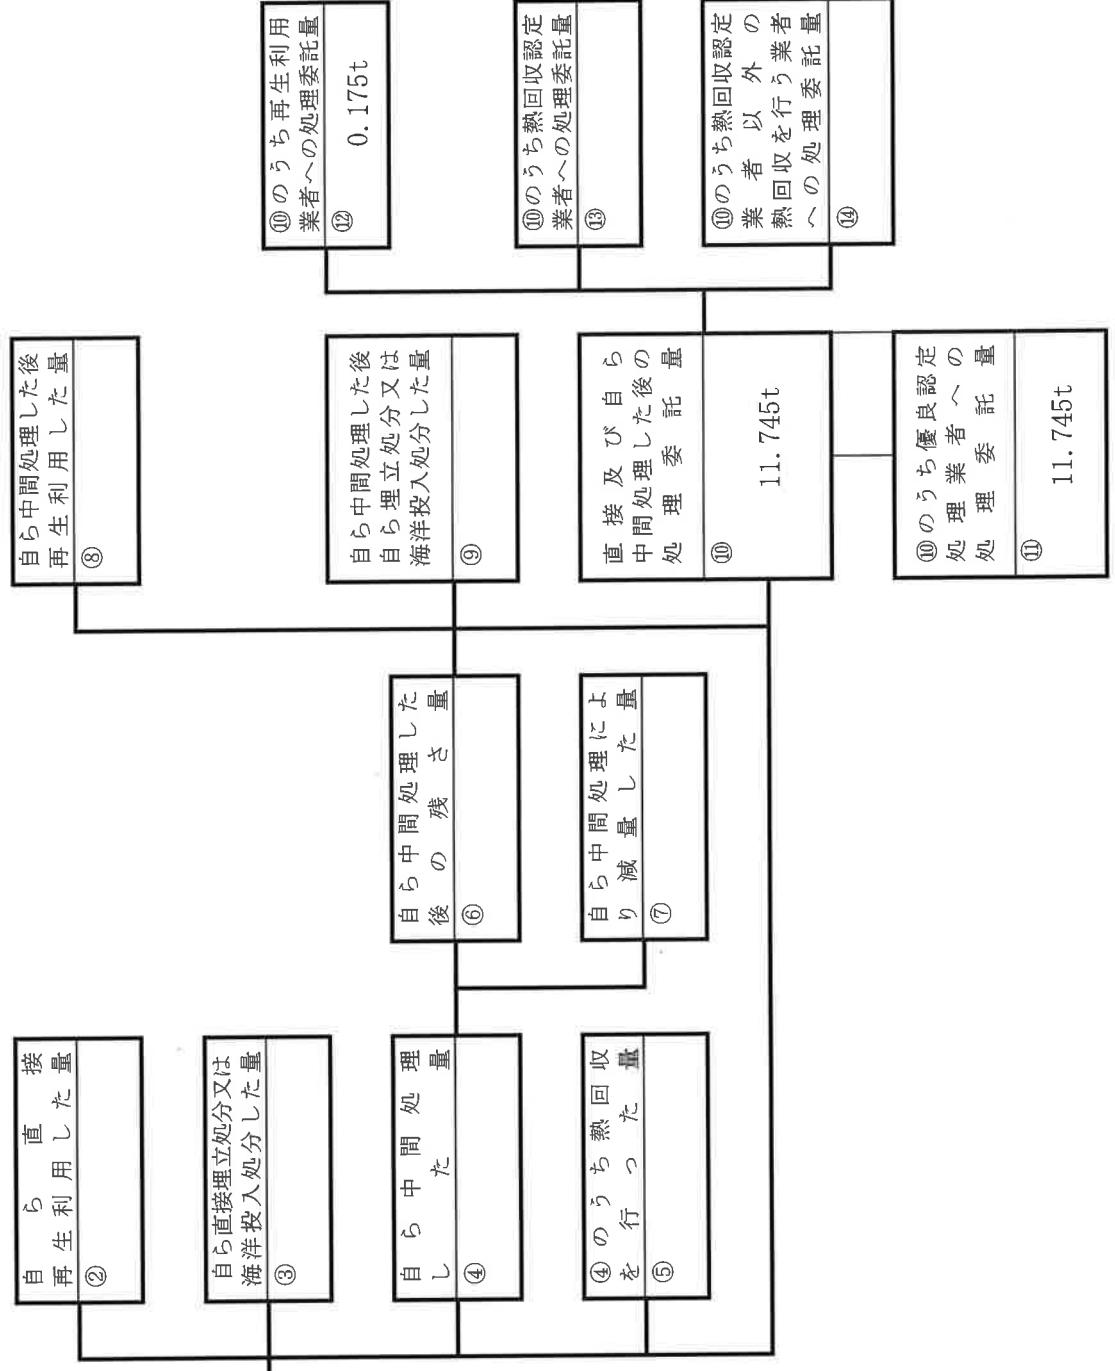 自ら直接
再生利用した量
②
自ら直接埋立処分又は
海洋投入処分した量
③
自ら中間処理
した量
④
④のうち熱回収
を行った量
⑤
自ら中間処理した
後の残さ量
⑥
自ら中間処理によ
り減量した量
⑦
自ら中間処理した後
再生利用した量
⑧
自ら中間処理した後
自ら埋立処分又は
海洋投入処分した量
⑨
直接及び自ら
中間処理した後の
処理委託量
⑩
11.745t
⑩のうち優良認定
処理業者への
処理委託量
⑪
11.745t
⑩のうち再生利用
業者への処理委託量
⑫
0.175t
⑩のうち熱回収認定
業者への処理委託量
⑬
⑩のうち熱回収認定
業者以外の
熱回収を行う業者
への処理委託量
⑭